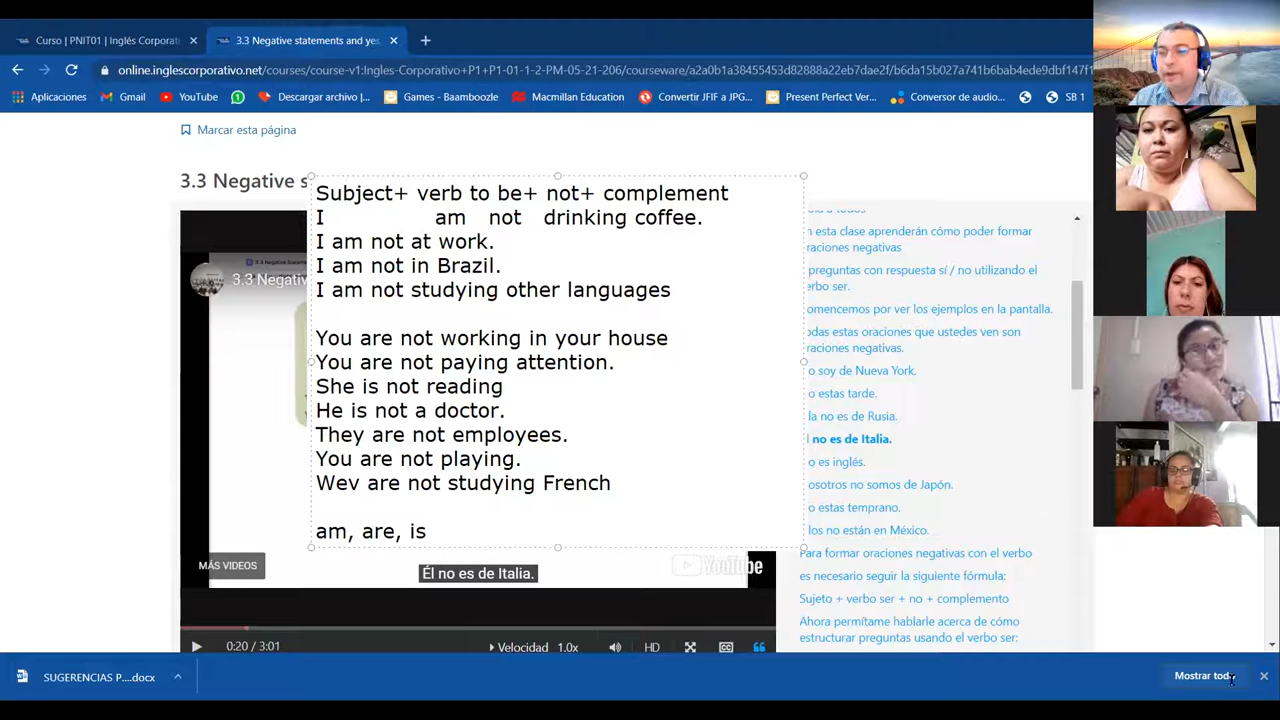 Curso | PNIT01 | Inglés Corporati
3.3 Negative statements and yes,
online.inglescorporativo.net/courses/course-v1:Ingles-Corporativo+P1+P1-01-1-2-PM-05-21-206/courseware/a2a0b1a38455453d82888a22eb7dae2f/b6da15b027a741b6bab4ede9dbf147f1
Aplicaciones
Gmail
YouTube
Descargar archivo |...
Games - Baamboozle
Macmillan Education
Convertir JFIF a JPG...
Present Perfect Ver...
Conversor de audio...
SB 1
Marcar esta página
3.3 Negative s
Subject+ verb to be+ not+ complement
I am not drinking coffee.
I am not at work.
I am not in Brazil.
I am not studying other languages
You are not working in your house
You are not paying attention.
She is not reading
He is not a doctor.
They are not employees.
You are not playing.
Wev are not studying French
am, are, is
3.3 Negati
MÁS VIDEOS
Él no es de Italia.
YouTube
0:20 / 3:01
Velocidad 1.0x
HD
n esta clase aprenderán cómo poder formar
raciones negativas
preguntas con respuesta sí / no utilizando el
erbo ser.
omencemos por ver los ejemplos en la pantalla.
odas estas oraciones que ustedes ven son
raciones negativas.
o soy de Nueva York.
o estas tarde.
la no es de Rusia.
l no es de Italia.
o es inglés.
osotros no somos de Japón.
o estas temprano.
los no están en México.
Para formar oraciones negativas con el verbo
es necesario seguir la siguiente fórmula:
Sujeto + verbo ser + no + complemento
Ahora permítame hablarle acerca de cómo
estructurar preguntas usando el verbo ser:
SUGERENCIAS P....docx
Mostrar todo